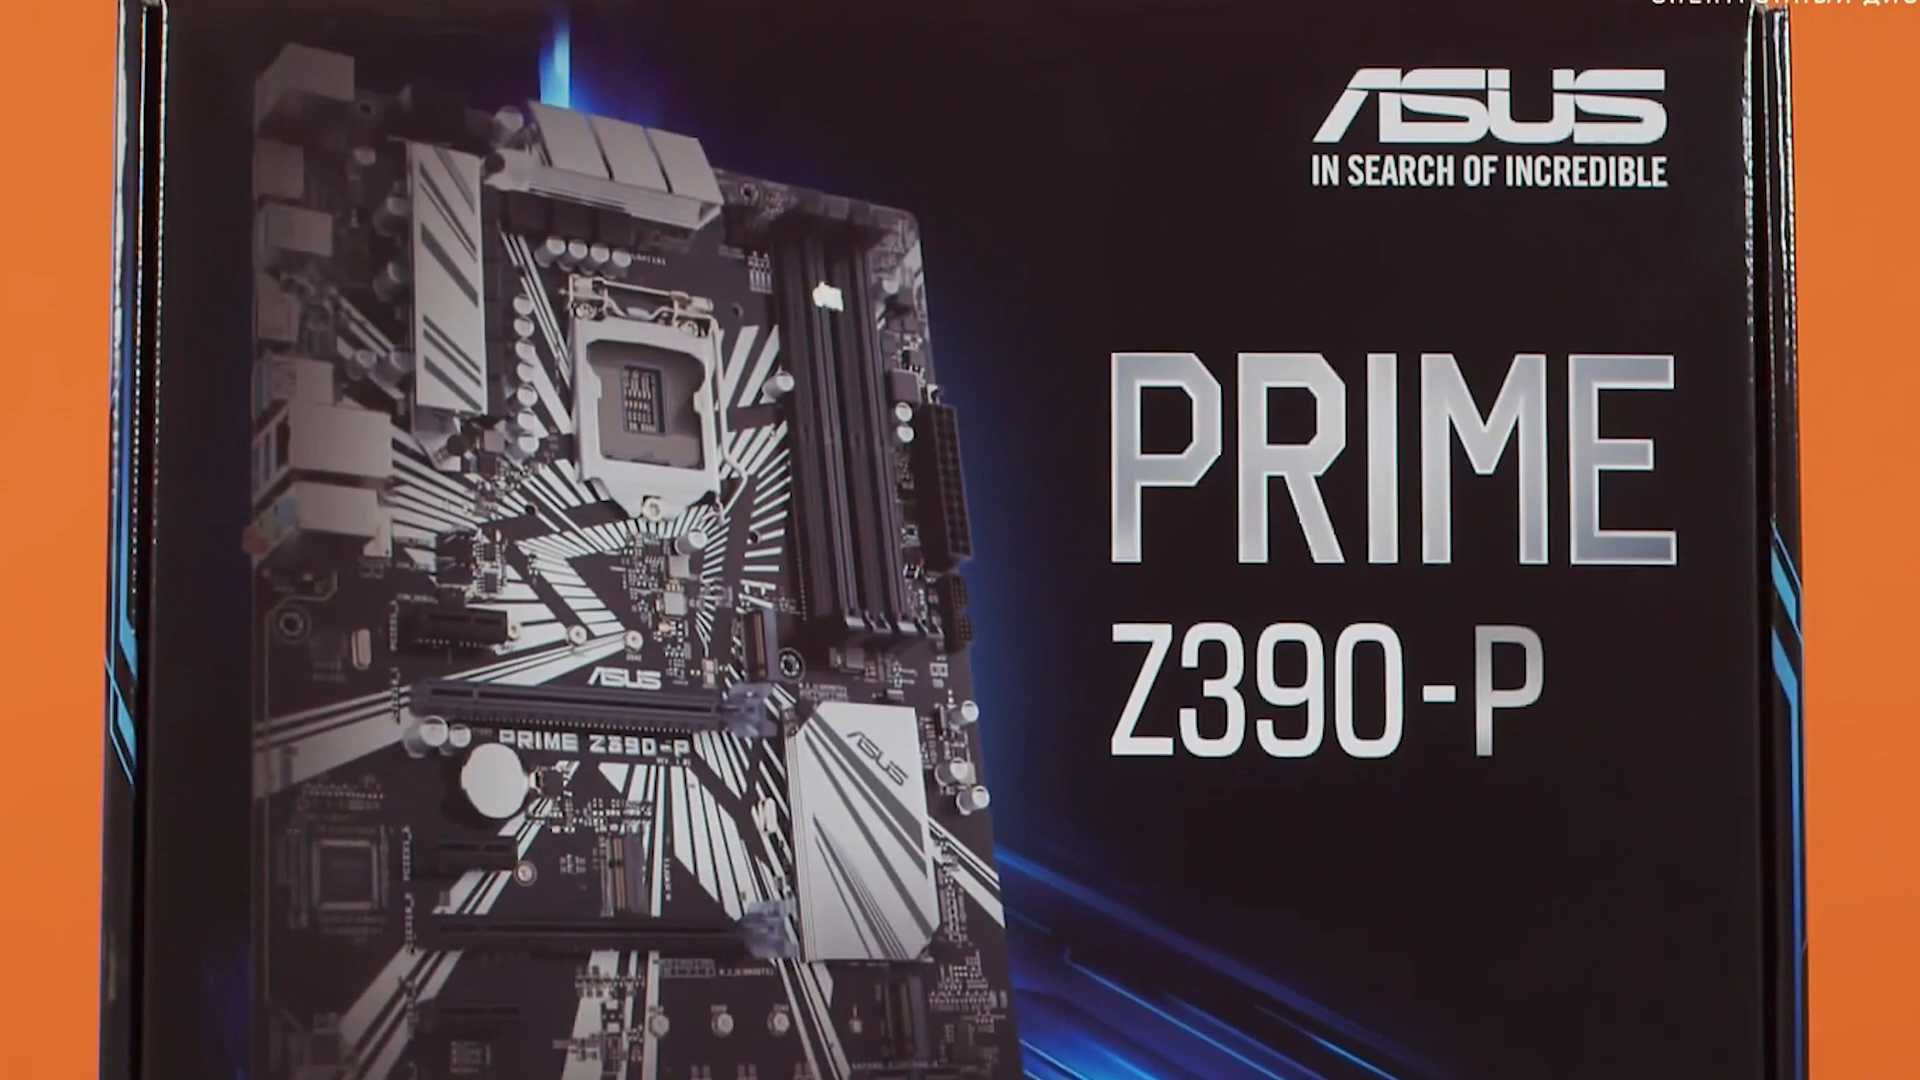 ASUS
IN SEARCH OF INCREDIBLE
PRIME
Z390-P
ASUS
PRIME Z390-P
ASUS